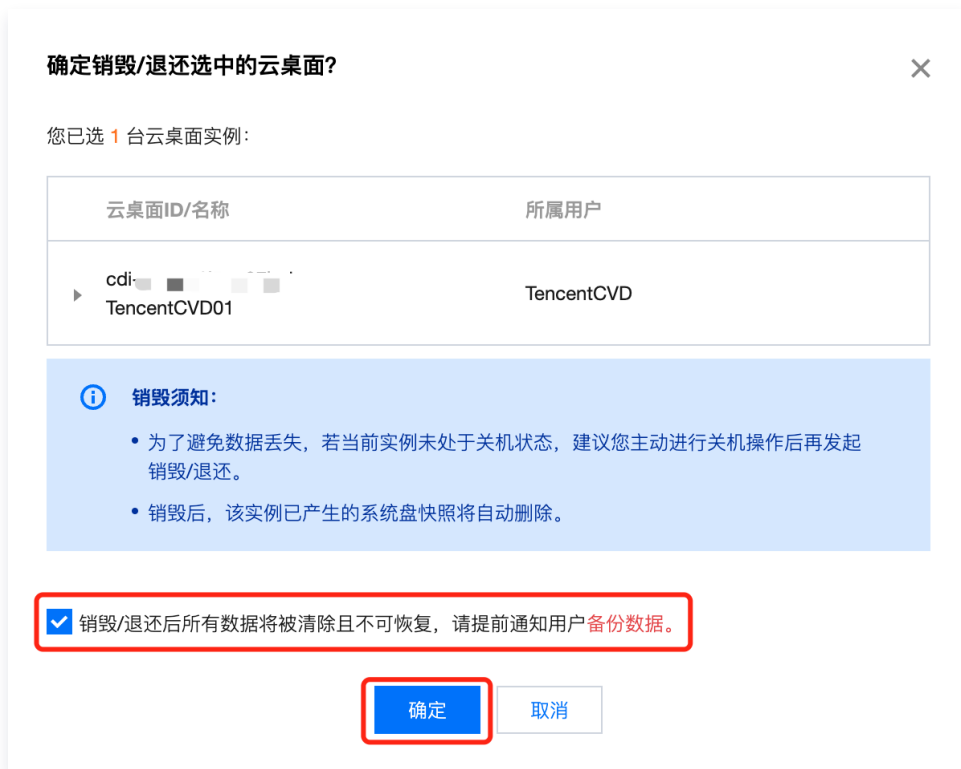 确定销毁/退还选中的云桌面?
您已选 1 台云桌面实例：
云桌面ID/名称 所属用户
cdi-
TencentCVD01 TencentCVD
销毁须知：
• 为了避免数据丢失，若当前实例未处于关机状态，建议您主动进行关机操作后再发起
销毁/退还。
• 销毁后，该实例已产生的系统盘快照将自动删除。
销毁/退还后所有数据将被清除且不可恢复，请提前通知用户备份数据。
确定 取消